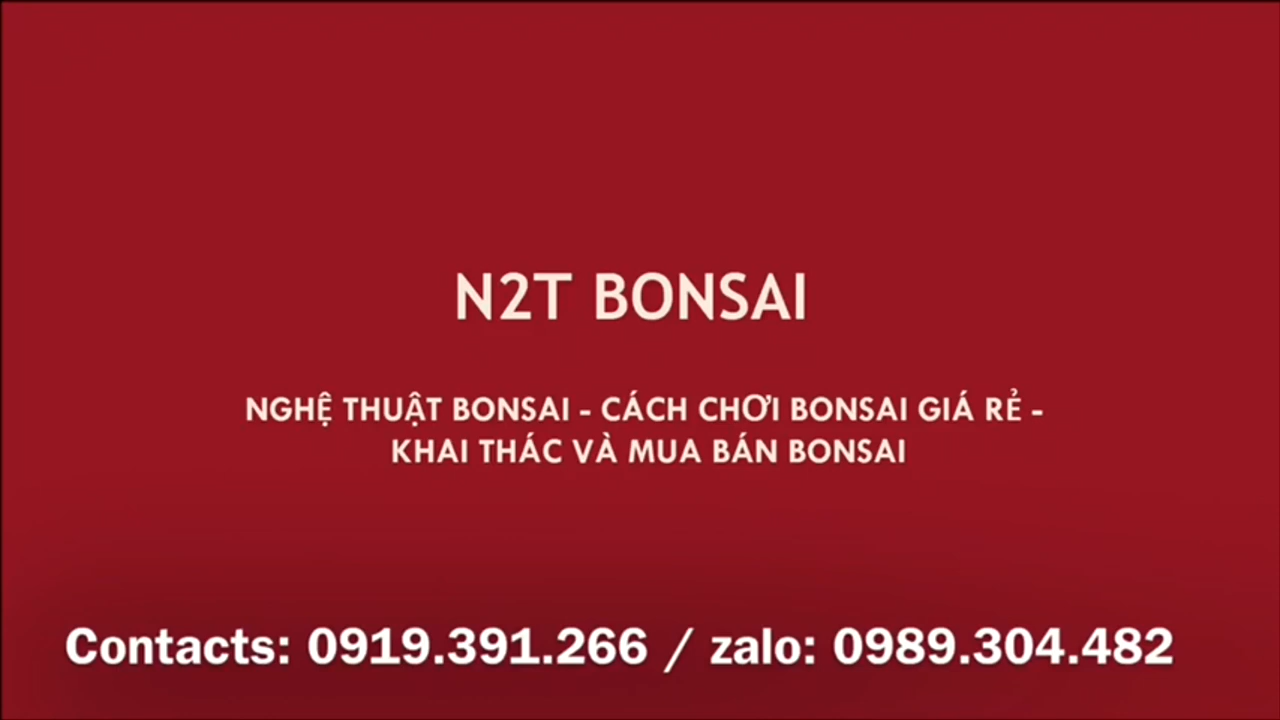 N2T BONSAI
NGHỆ THUẬT BONSAI - CÁCH CHƠI BONSAI GIÁ RẺ -
KHAI THÁC VÀ MUA BÁN BONSAI
Contacts: 0919.391.266 / zalo: 0989.304.482